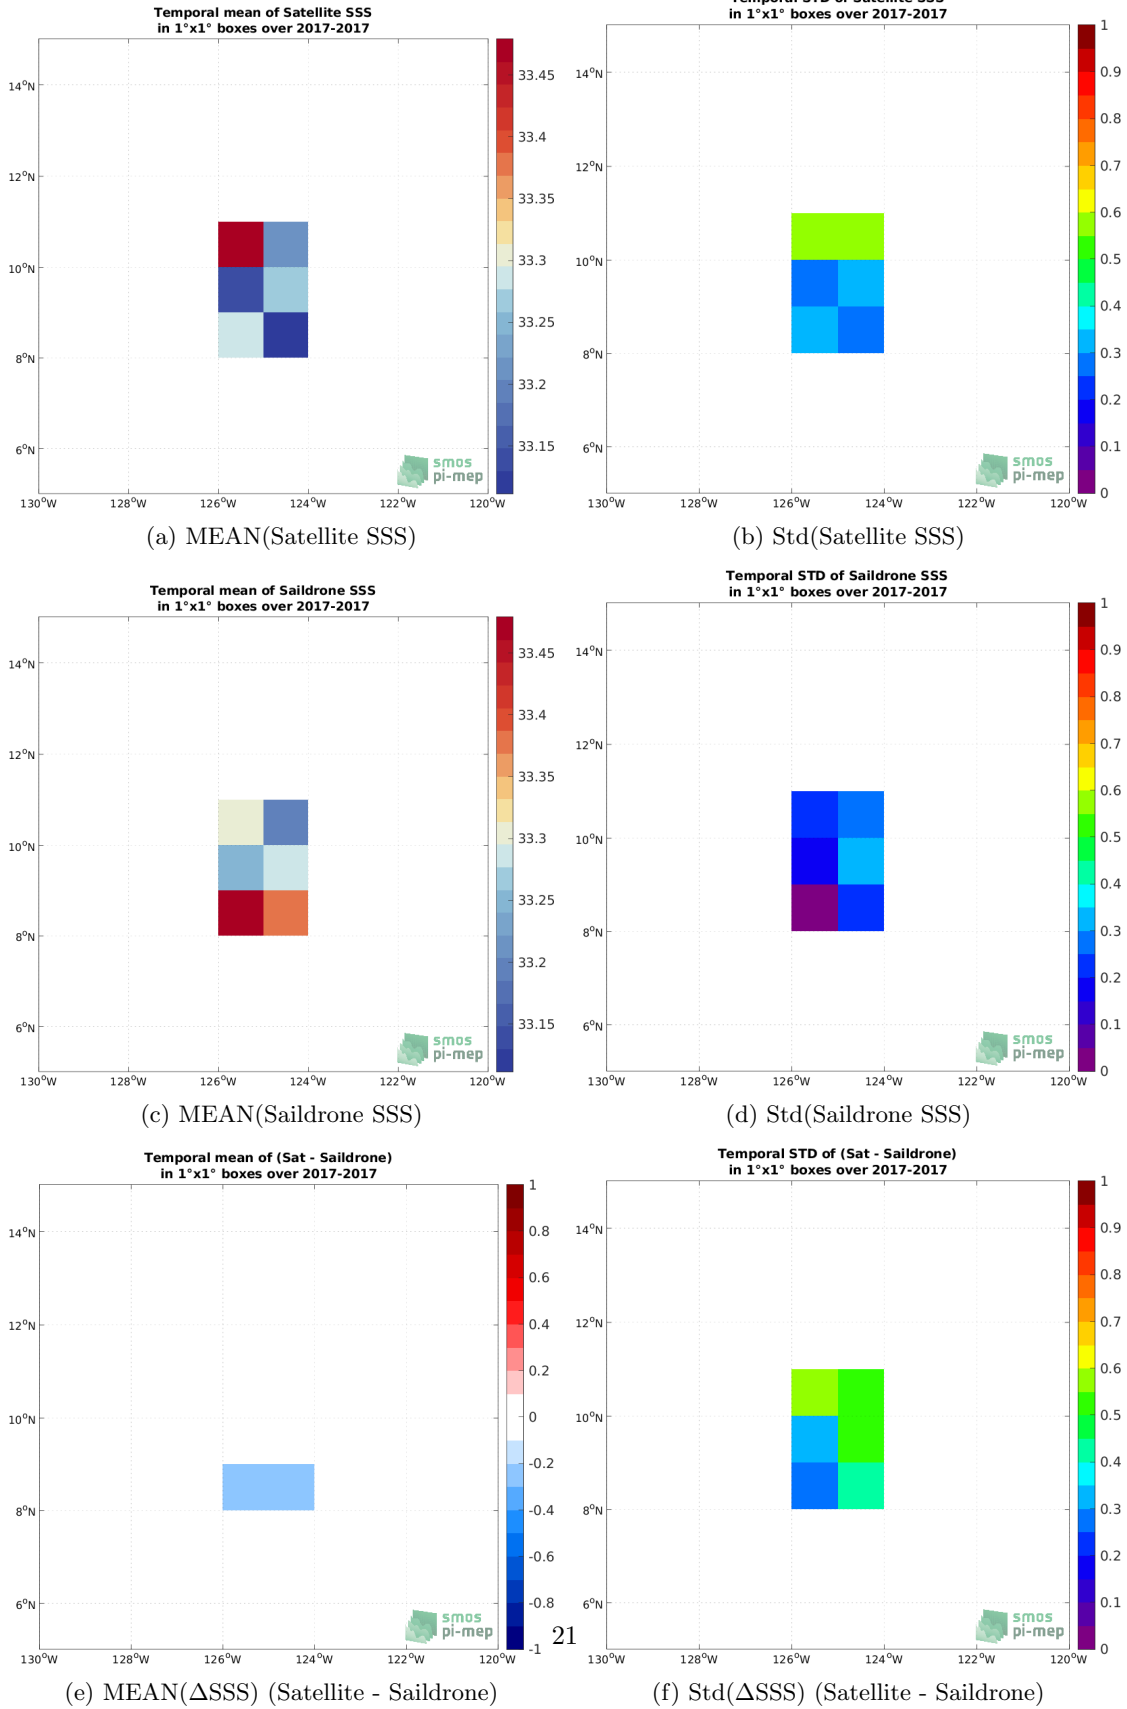 Temporal mean of Satellite SSS
in 1°x1° boxes over 2017-2017
14°N
12°N
10°N
8°N
6°N
130°W
128°W
126°W
124°W
122°W
120°W
33.45
33.4
33.35
33.3
33.25
33.2
33.15
smos
pi-mep
(a) MEAN(Satellite SSS)
Temporal STD of Satellite SSS
in 1°x1° boxes over 2017-2017
14°N
12°N
10°N
8°N
6°N
130°W
128°W
126°W
124°W
122°W
120°W
1
0.9
0.8
0.7
0.6
0.5
0.4
0.3
0.2
0.1
0
smos
pi-mep
(b) Std(Satellite SSS)
Temporal mean of Saildrone SSS
in 1°x1° boxes over 2017-2017
14°N
12°N
10°N
8°N
6°N
130°W
128°W
126°W
124°W
122°W
120°W
33.45
33.4
33.35
33.3
33.25
33.2
33.15
smos
pi-mep
(c) MEAN(Saildrone SSS)
Temporal STD of Saildrone SSS
in 1°x1° boxes over 2017-2017
14°N
12°N
10°N
8°N
6°N
130°W
128°W
126°W
124°W
122°W
120°W
1
0.9
0.8
0.7
0.6
0.5
0.4
0.3
0.2
0.1
0
smos
pi-mep
(d) Std(Saildrone SSS)
Temporal mean of (Sat - Saildrone)
in 1°x1° boxes over 2017-2017
14°N
12°N
10°N
8°N
6°N
130°W
128°W
126°W
124°W
122°W
120°W
1
0.8
0.6
0.4
0.2
0
-0.2
-0.4
-0.6
-0.8
-1
smos
pi-mep
(e) MEAN(ΔSSS) (Satellite - Saildrone)
Temporal STD of (Sat - Saildrone)
in 1°x1° boxes over 2017-2017
14°N
12°N
10°N
8°N
6°N
130°W
128°W
126°W
124°W
122°W
120°W
1
0.9
0.8
0.7
0.6
0.5
0.4
0.3
0.2
0.1
0
smos
pi-mep
(f) Std(ΔSSS) (Satellite - Saildrone)
21